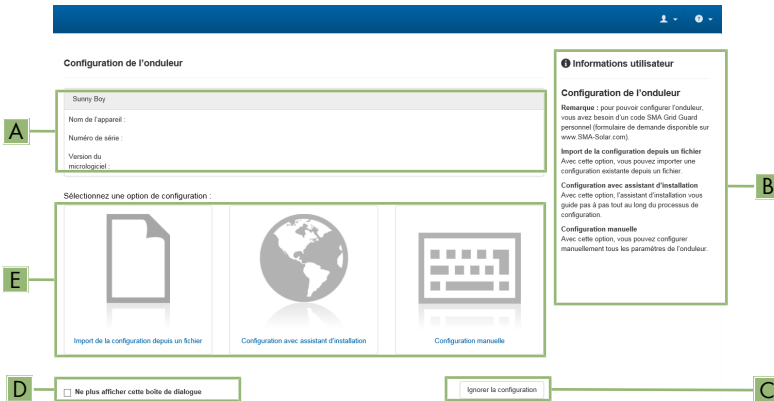 Configuration de l'onduleur
Sunny Boy
Nom de l'appareil :
Numéro de série :
Version du
micrologiciel :
A
Informations utilisateur
Configuration de l'onduleur
Remarque : pour pouvoir configurer l'onduleur,
vous avez besoin d'un code SMA Grid Guard
personnel (formulaire de demande disponible sur
www.SMA-Solar.com).
Import de la configuration depuis un fichier
Avec cette option, vous pouvez importer une
configuration existante depuis un fichier.
Configuration avec assistant d'installation
Avec cette option, l'assistant d'installation vous
guide pas à pas tout au long du processus de
configuration.
Configuration manuelle
Avec cette option, vous pouvez configurer
manuellement tous les paramètres de l'onduleur.
B
Sélectionnez une option de configuration :
E
Import de la configuration depuis un fichier
Configuration avec assistant d'installation
Configuration manuelle
D
Ne plus afficher cette boîte de dialogue
Ignorer la configuration
C